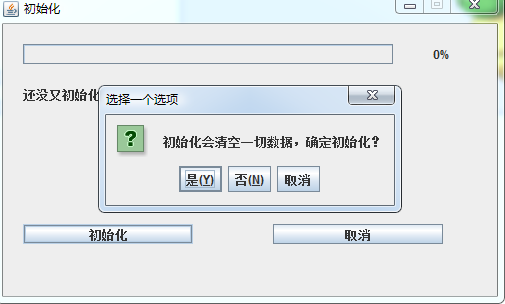 初始化
0%
还没又初始化
选择一个选项
?
初始化会清空一切数据，确定初始化？
是(Y) 否(N) 取消
初始化 取消